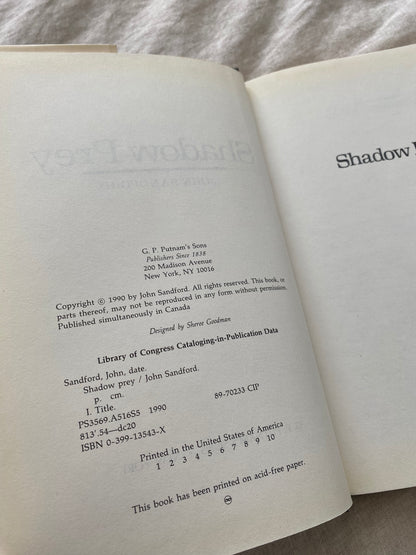 Shadow Prey
JOHN SANDFORD
G. P. Putnam's Sons
Publishers Since 1838
200 Madison Avenue
New York, NY 10016
Copyright © 1990 by John Sandford. All rights reserved. This book, or
parts thereof, may not be reproduced in any form without permission.
Published simultaneously in Canada
Designed by Sheree Goodman
Library of Congress Cataloging-in-Publication Data
Sandford, John, date.
Shadow prey / John Sandford.
p. cm.
I. Title.
PS3569.A516S5 1990 89-70233 CIP
813'.54—dc20
ISBN 0-399-13543-X
Printed in the United States of America
1 2 3 4 5 6 7 8 9 10
This book has been printed on acid-free paper.
Shadow